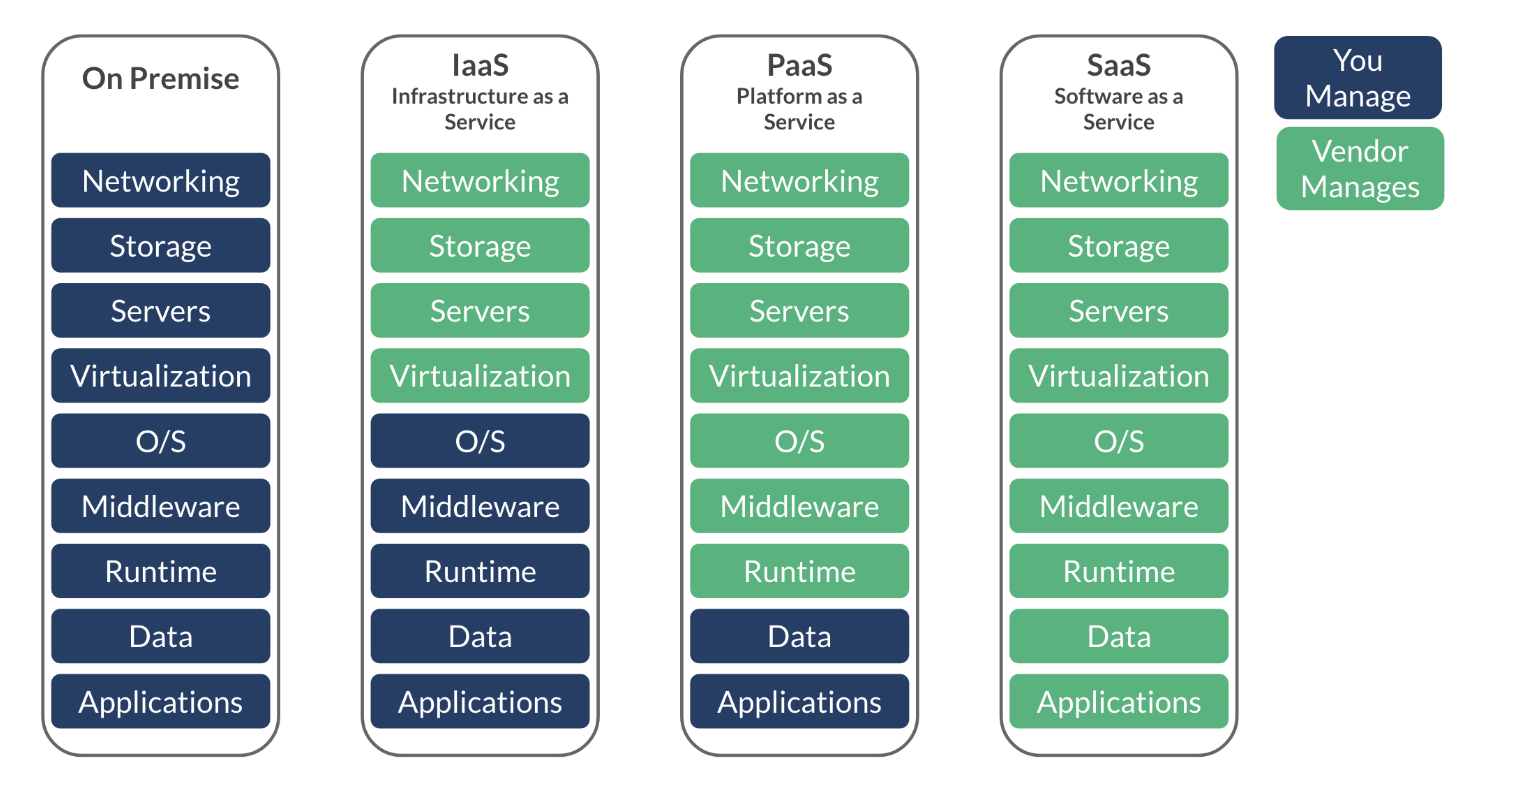 On Premise
Networking
Storage
Servers
Virtualization
O/S
Middleware
Runtime
Data
Applications
IaaS
Infrastructure as a
Service
Networking
Storage
Servers
Virtualization
O/S
Middleware
Runtime
Data
Applications
PaaS
Platform as a
Service
Networking
Storage
Servers
Virtualization
O/S
Middleware
Runtime
Data
Applications
SaaS
Software as a
Service
Networking
Storage
Servers
Virtualization
O/S
Middleware
Runtime
Data
Applications
You
Manage
Vendor
Manages